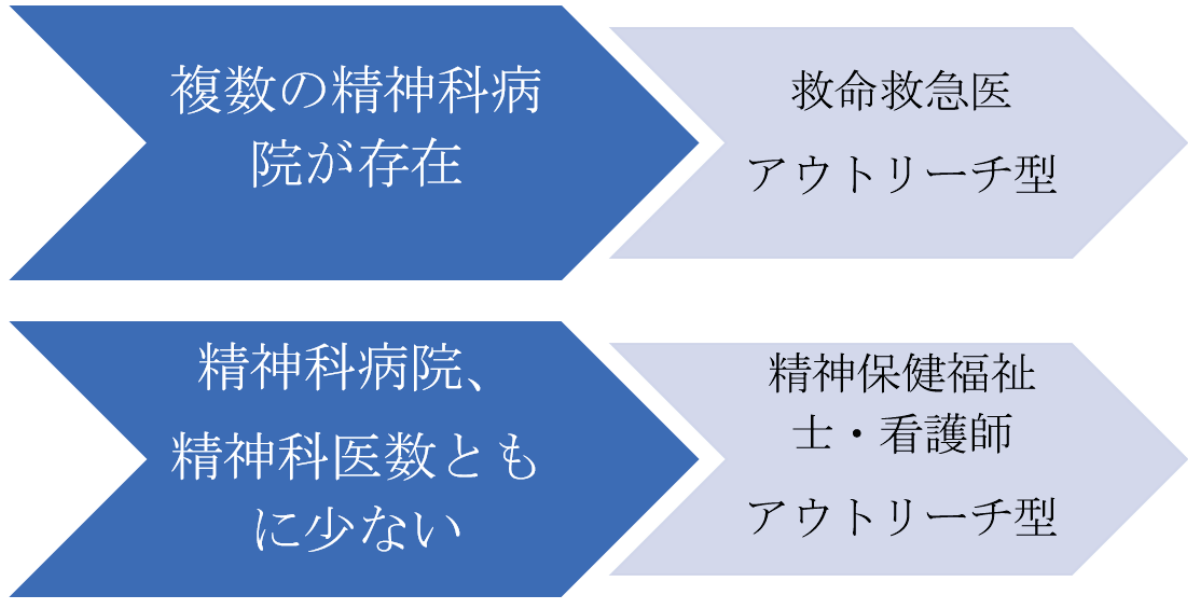 複数の精神科病
院が存在
救命救急医
アウトリーチ型
精神科病院、
精神科医数とも
に少ない
精神保健福祉
士・看護師
アウトリーチ型